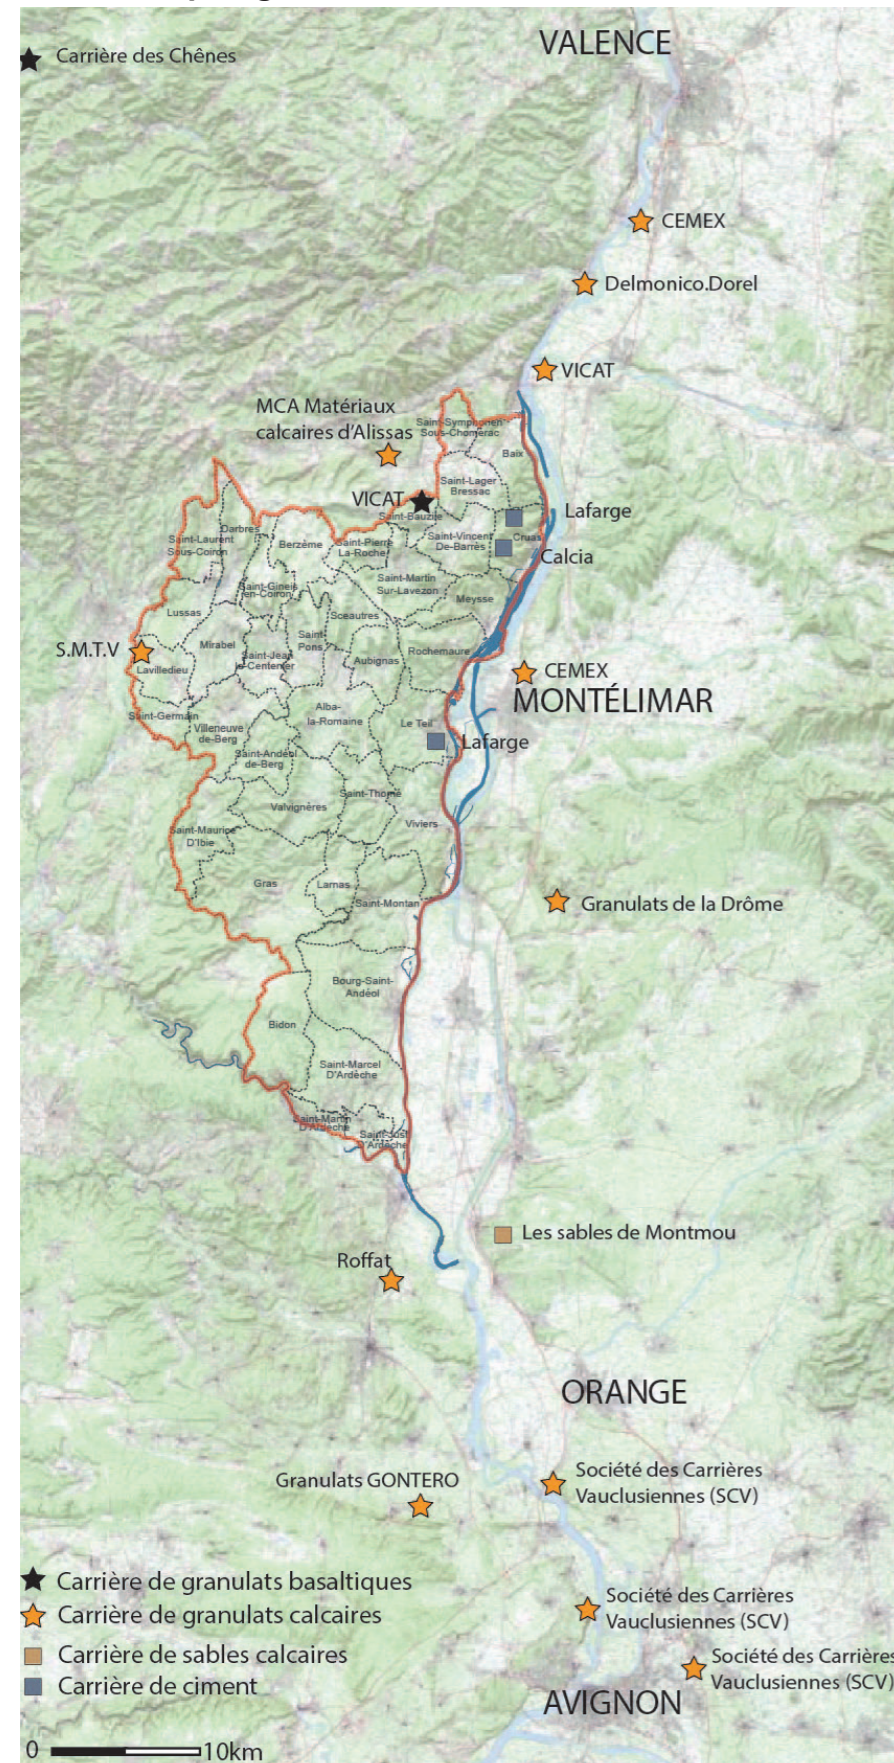 VALENCE
Carrière des Chênes
CEMEX
Delmonico.Dorel
VICAT
MCA Matériaux
calcaires d'Alissas
Saint-Symphorien
Sous-Chomerac
Baix
Saint-Lager
Bressac
VICAT
Saint-Bauzile
Lafarge
Saint-Vincent
De-Barrès
Cruas
Calcia
Darbres
Saint-Laurent
Sous-Coiron
Berzème
Saint-Pierre
La-Roche
Saint-Martin
Sur-Lavezon
Saint-Gineis
en-Coiron
Meysse
Lussas
Sceautres
Mirabel
Saint-
Pons
Rochemaure
S.M.T.V
Saint-Jean
le-Centenier
Aubignas
Lavilledieu
CEMEX
MONTÉLIMAR
Saint-Germain
Alba-
la-Romaine
Le Teil
Villeneuve
de-Berg
Lafarge
Saint-Andéol
de-Berg
Saint-Thomé
Valvignères
Viviers
Saint-Maurice
D'Ibie
Gras
Larnas
Saint-Montan
Granulats de la Drôme
Bourg-Saint-
Andéol
Bidon
Saint-Marcel
D'Ardèche
Saint-Martin
D'Ardèche
Saint-Just
d'Ardèche
Les sables de Montmou
Roffat
ORANGE
Société des Carrières
Vauclusiennes (SCV)
Granulats GONTERO
Carrière de granulats basaltiques
Carrière de granulats calcaires
Société des Carrières
Vauclusiennes (SCV)
Carrière de sables calcaires
Société des Carrières
Vauclusiennes (SCV)
Carrière de ciment
AVIGNON
0 10km